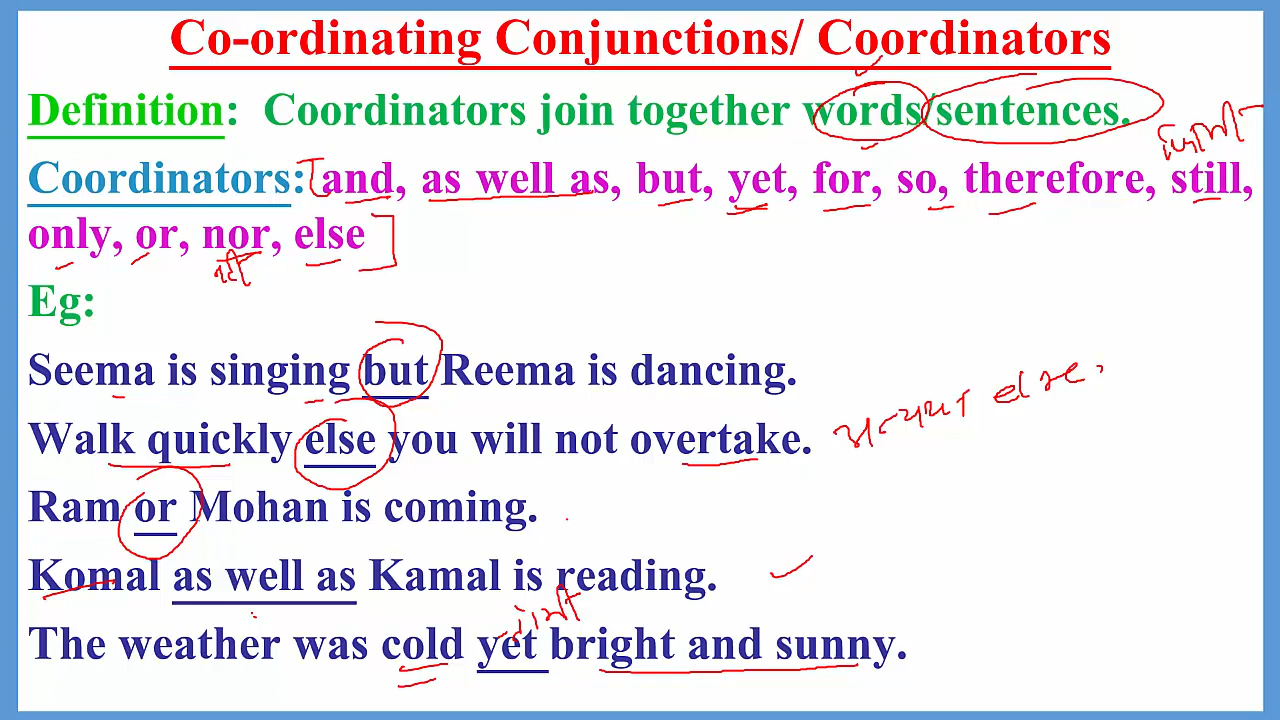 Co-ordinating Conjunctions/ Coordinators
Definition: Coordinators join together words/sentences.
Coordinators: [and, as well as, but, yet, for, so, therefore, still,
only, or, nor, else]
Eg:
Seema is singing but Reema is dancing.
Walk quickly else you will not overtake. अन्यथा else
Ram or Mohan is coming.
Komal as well as Kamal is reading.
The weather was cold yet bright and sunny.